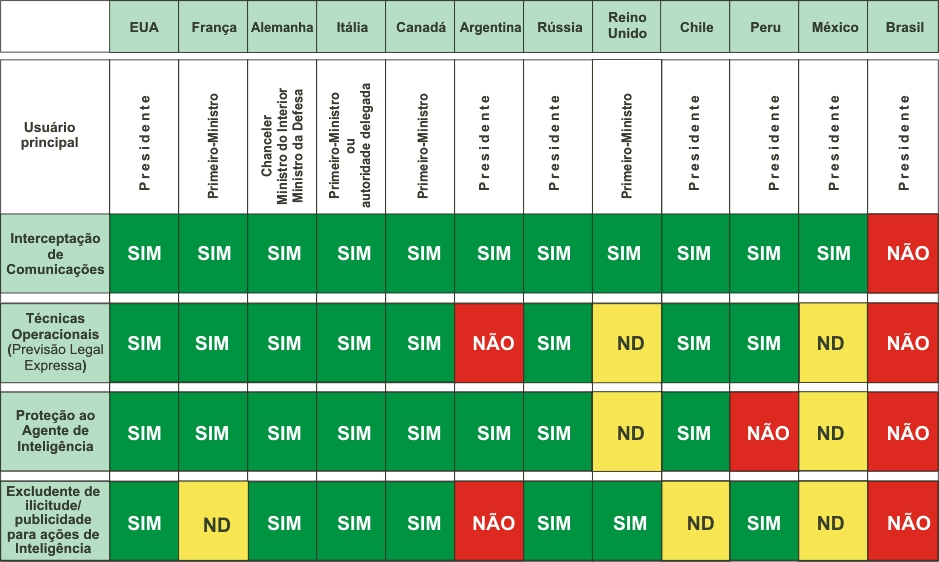 EUA França Alemanha Itália Canadá Argentina Rússia Reino Unido Chile Peru México Brasil
Usuário
principal
Presidente
Primeiro-Ministro
Chanceler
Ministro do Interior
Ministro da Defesa
Primeiro-Ministro
ou
autoridade delegada
Primeiro-Ministro
Presidente
Presidente
Primeiro-Ministro
Presidente
Presidente
Presidente
Presidente
Interceptação
de
Comunicações
SIM SIM SIM SIM SIM SIM SIM SIM SIM SIM SIM NÃO
Técnicas
Operacionais
(Previsão Legal
Expressa)
SIM SIM SIM SIM SIM NÃO SIM ND SIM SIM ND NÃO
Proteção ao
Agente de
Inteligência
SIM SIM SIM SIM SIM SIM SIM ND SIM NÃO ND NÃO
Excludente de
ilicitude/
publicidade
para ações de
Inteligência
SIM ND SIM SIM SIM NÃO SIM SIM ND SIM ND NÃO